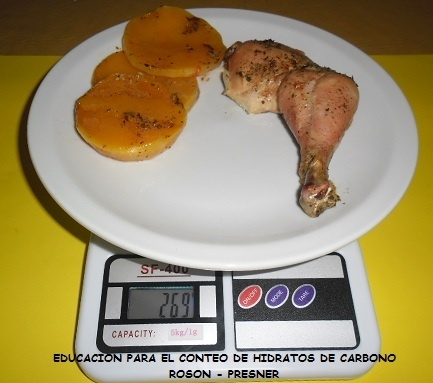 SF-400
269
CAPACITY: 5kg/1g
ON/OFF MODE TARE
EDUCACION PARA EL CONTEO DE HIDRATOS DE CARBONO
ROSON - PRESNER